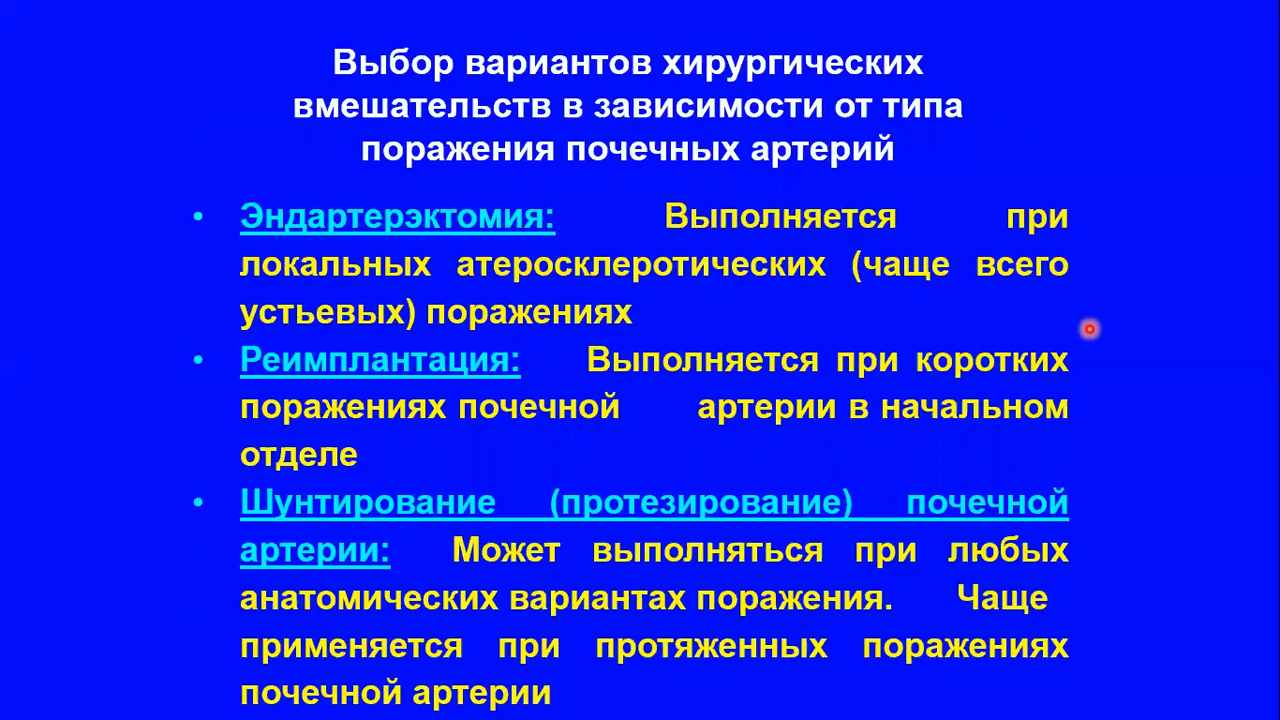 Выбор вариантов хирургических
вмешательств в зависимости от типа
поражения почечных артерий
• Эндартерэктомия: Выполняется при
локальных атеросклеротических (чаще всего
устьевых) поражениях
• Реимплантация: Выполняется при коротких
поражениях почечной артерии в начальном
отделе
• Шунтирование (протезирование) почечной
артерии: Может выполняться при любых
анатомических вариантах поражения. Чаще
применяется при протяженных поражениях
почечной артерии